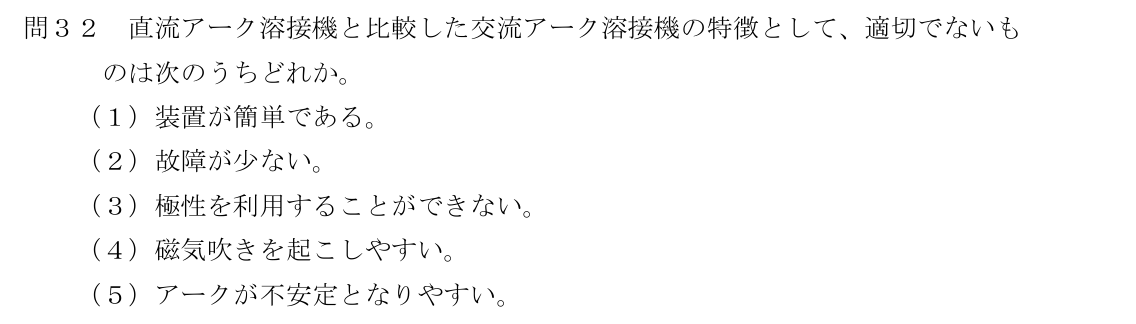 問３２　直流アーク溶接機と比較した交流アーク溶接機の特徴として、適切でないも
のは次のうちどれか。
（１）装置が簡単である。
（２）故障が少ない。
（３）極性を利用することができない。
（４）磁気吹きを起こしやすい。
（５）アークが不安定となりやすい。